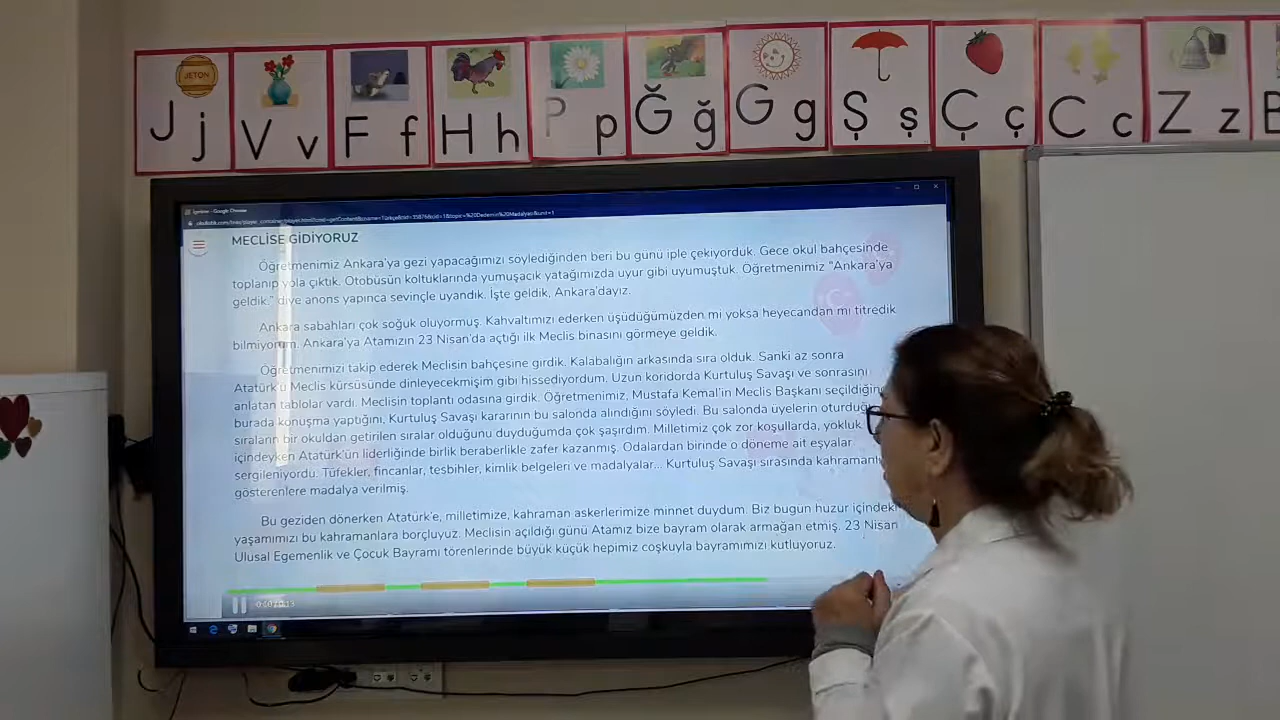 JETON
J j
V v
F f
H h
P p
Ğ ğ
G g
Ş ş
Ç ç
C c
Z z
B
İçerleme - Google Chrome
MECLİSE GİDİYORUZ
Öğretmenimiz Ankara'ya gezi yapacağımızı söylediğinden beri bu günü iple çekiyorduk. Gece okul bahçesinde
toplanıp yola çıktık. Otobüsün koltuklarında yumuşacık yatağımızda uyur gibi uyumuştuk. Öğretmenimiz "Ankara'ya
geldik." diye anons yapınca sevinçle uyandık. İşte geldik, Ankara'dayız.
Ankara sabahları çok soğuk oluyormuş. Kahvaltımızı ederken üşüdüğümüzden mi yoksa heyecandan mı titredik
bilmiyorum. Ankara'ya Atamızın 23 Nisan'da açtığı ilk Meclis binasını görmeye geldik.
Öğretmenimizi takip ederek Meclisin bahçesine girdik. Kalabalığın arkasında sıra olduk. Sanki az sonra
Atatürk'ü Meclis kürsüsünde dinleyecekmişim gibi hissediyordum. Uzun koridorda Kurtuluş Savaşı ve sonrasını
anlatan tablolar vardı. Meclisin toplantı odasına girdik. Öğretmenimiz, Mustafa Kemal'in Meclis Başkanı seçildiğinde
burada konuşma yaptığını, Kurtuluş Savaşı kararının bu salonda alındığını söyledi. Bu salonda üyelerin oturduğu
sıraların bir okuldan getirilen sıralar olduğunu duyduğumda çok şaşırdım. Milletimiz çok zor koşullarda, yokluk
içindeyken Atatürk'ün liderliğinde birlik beraberlikle zafer kazanmış. Odalardan birinde o döneme ait eşyalar
sergileniyordu. Tüfekler, fincanlar, tesbihler, kimlik belgeleri ve madalyalar... Kurtuluş Savaşı sırasında kahramanl
gösterenlere madalya verilmiş.
Bu geziden dönerken Atatürk'e, milletimize, kahraman askerlerimize minnet duydum. Biz bugün huzur içindeki
yaşamımızı bu kahramanlara borçluyuz. Meclisin açıldığı günü Atamız bize bayram olarak armağan etmiş. 23 Nisan
Ulusal Egemenlik ve Çocuk Bayramı törenlerinde büyük küçük hepimiz coşkuyla bayramımızı kutluyoruz.